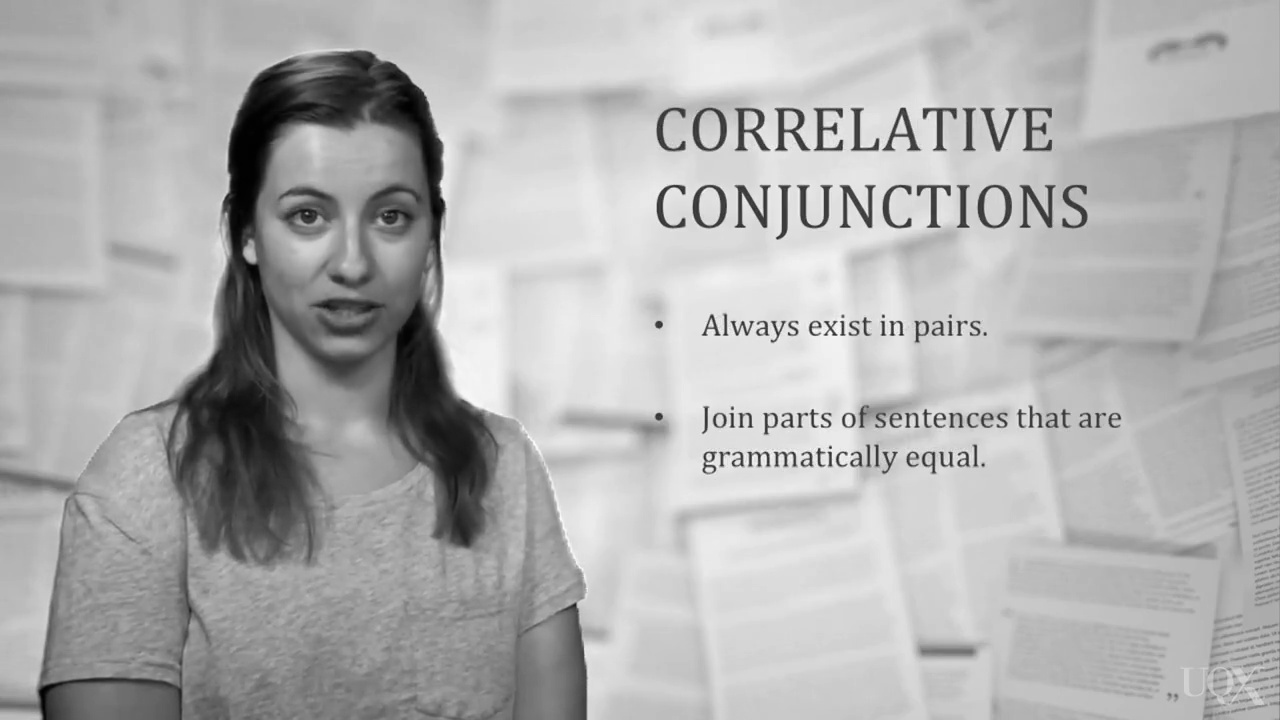 CORRELATIVE
CONJUNCTIONS
• Always exist in pairs.
• Join parts of sentences that are
grammatically equal.
UQX